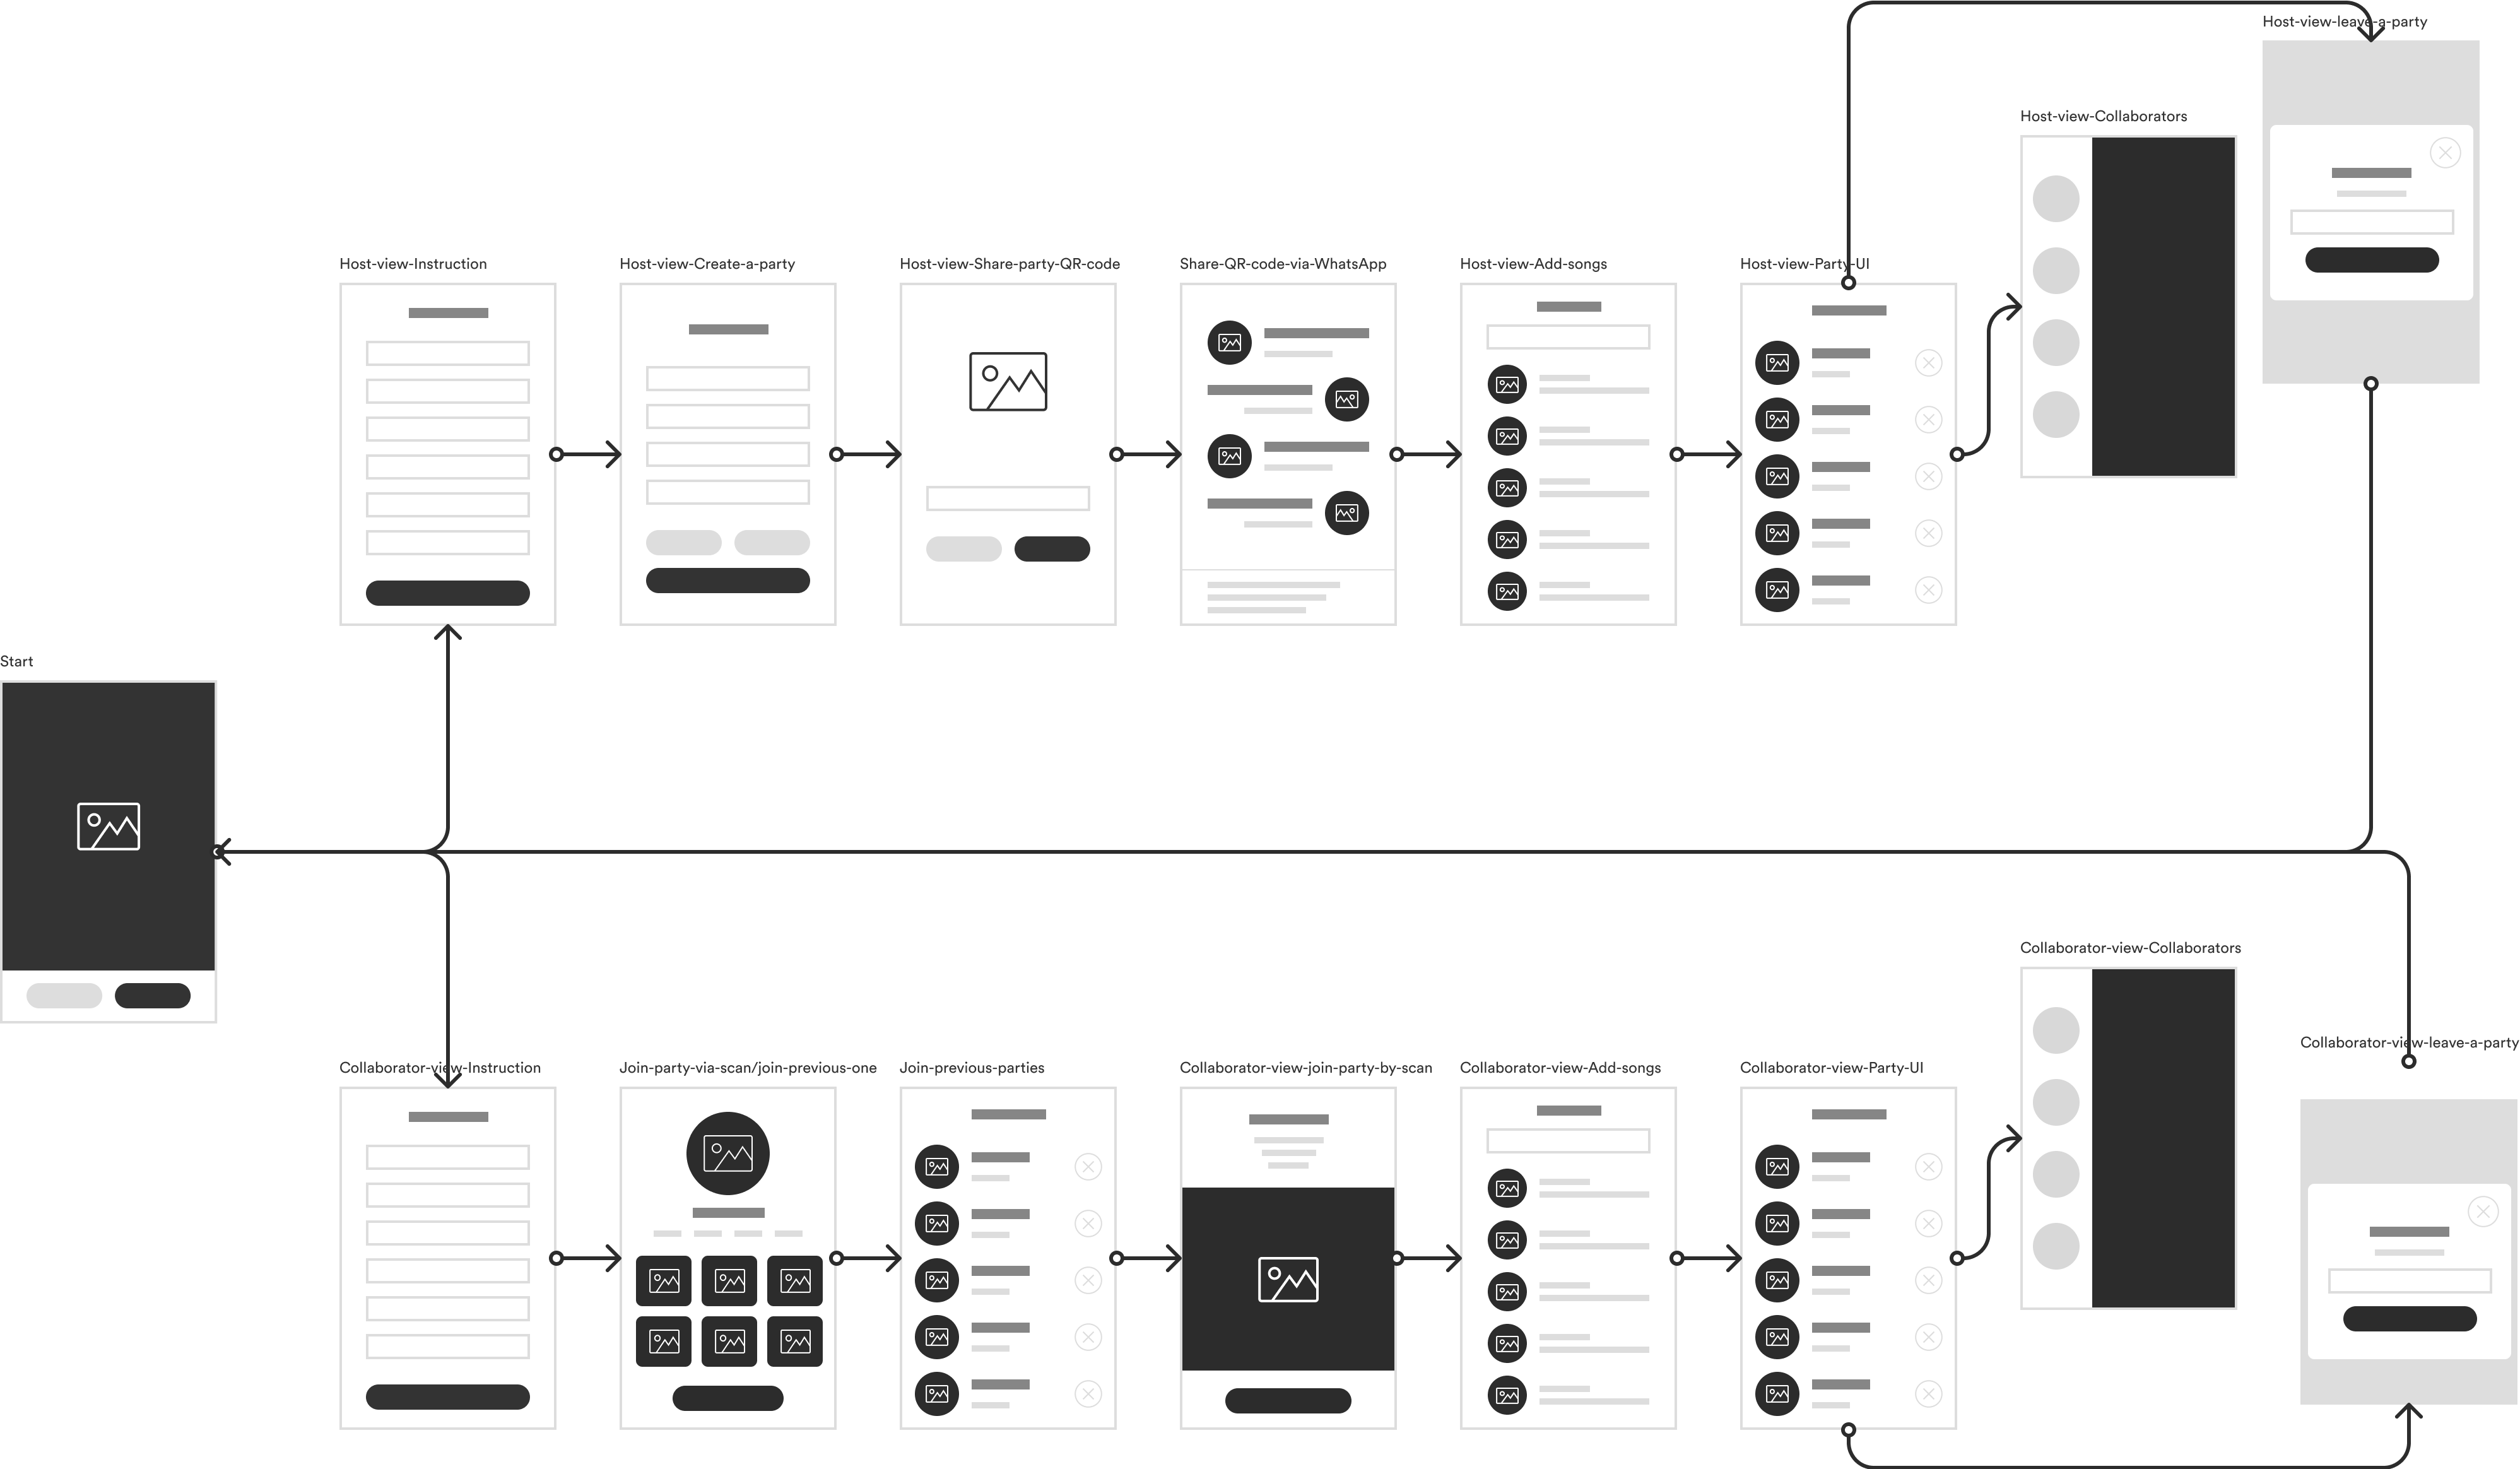 Host-view-leave-a-party
Host-view-Collaborators
Host-view-Instruction
Host-view-Create-a-party
Host-view-Share-party-QR-code
Share-QR-code-via-WhatsApp
Host-view-Add-songs
Host-view-Party-UI
Start
Collaborator-view-Collaborators
Collaborator-view-leave-a-party
Collaborator-view-Instruction
Join-party-via-scan/join-previous-one
Join-previous-parties
Collaborator-view-join-party-by-scan
Collaborator-view-Add-songs
Collaborator-view-Party-UI